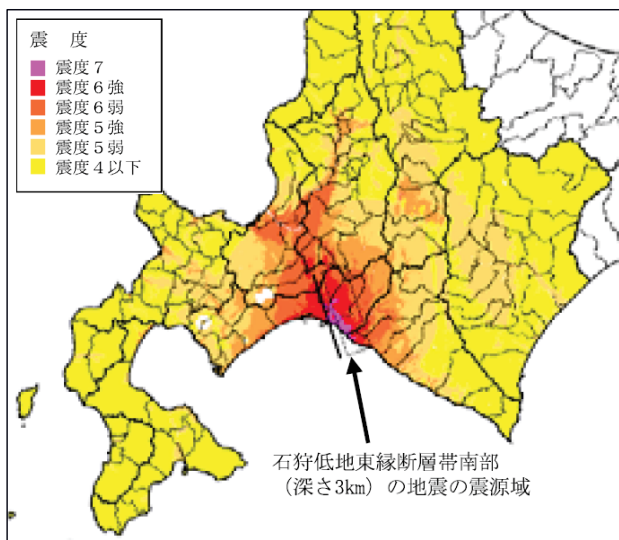 震 度
震度7
震度6強
震度6弱
震度5強
震度5弱
震度4以下
石狩低地東縁断層帯南部
（深さ3km）の地震の震源域